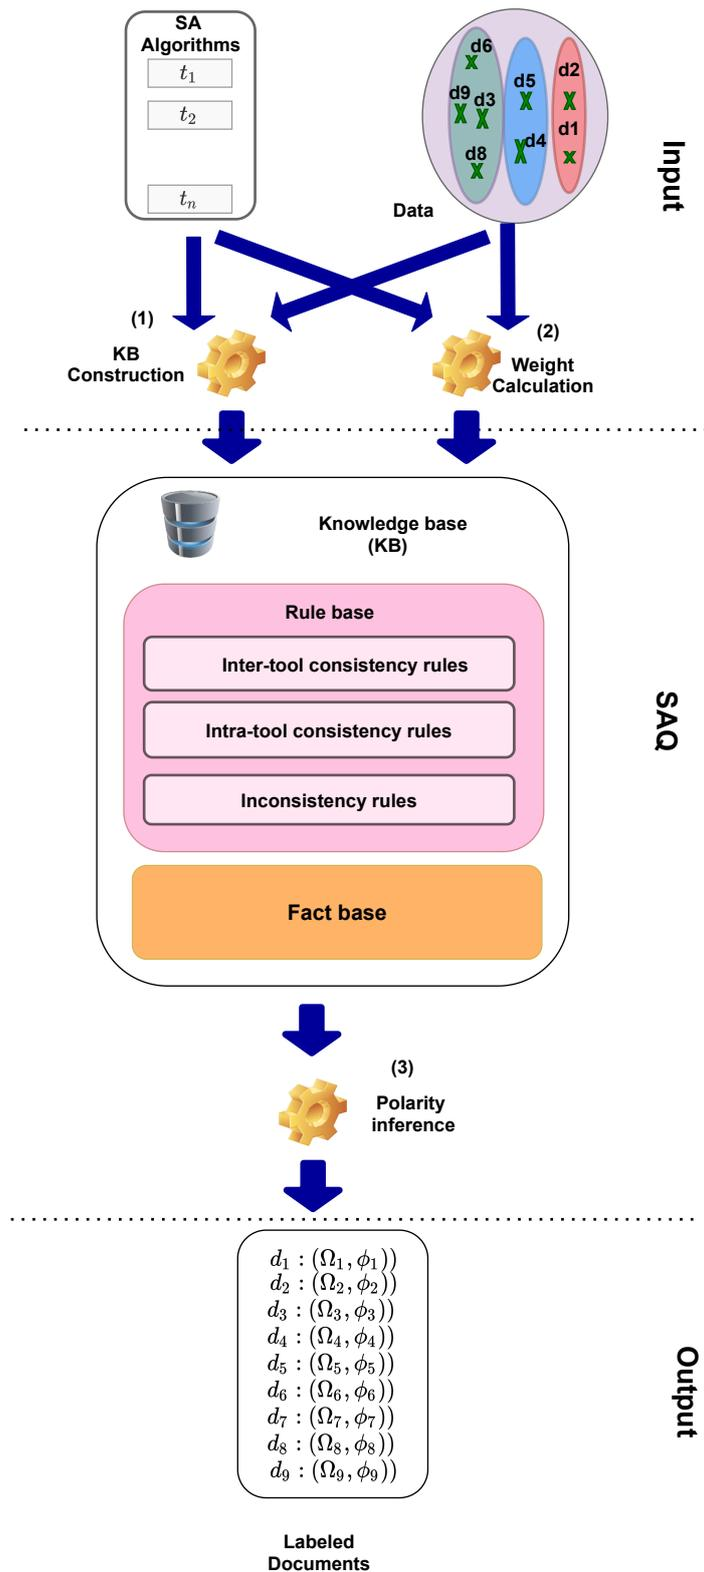 SA
Algorithms
t₁
t₂
tₙ
d6
d9
d3
d8
d5
d4
d2
d1
Data
Input
(1)
KB
Construction
(2)
Weight
Calculation
Knowledge base
(KB)
Rule base
Inter-tool consistency rules
Intra-tool consistency rules
Inconsistency rules
Fact base
SAQ
(3)
Polarity
inference
d₁ : (Ω₁, ϕ₁))
d₂ : (Ω₂, ϕ₂))
d₃ : (Ω₃, ϕ₃))
d₄ : (Ω₄, ϕ₄))
d₅ : (Ω₅, ϕ₅))
d₆ : (Ω₆, ϕ₆))
d₇ : (Ω₇, ϕ₇))
d₈ : (Ω₈, ϕ₈))
d₉ : (Ω₉, ϕ₉))
Output
Labeled
Documents